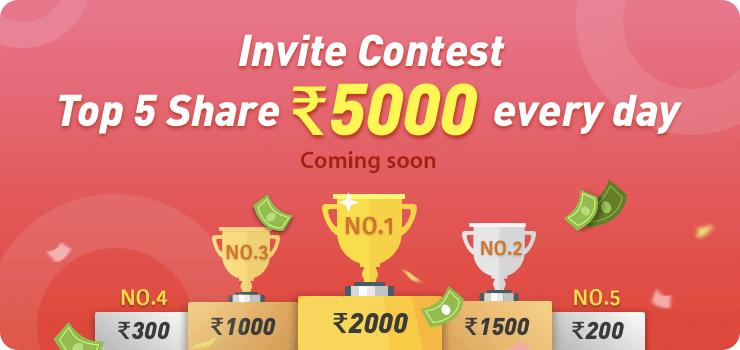 Invite Contest
Top 5 Share ₹5000 every day
Coming soon
NO.1
NO.3
NO.2
NO.4
NO.5
₹300
₹1000
₹2000
₹1500
₹200